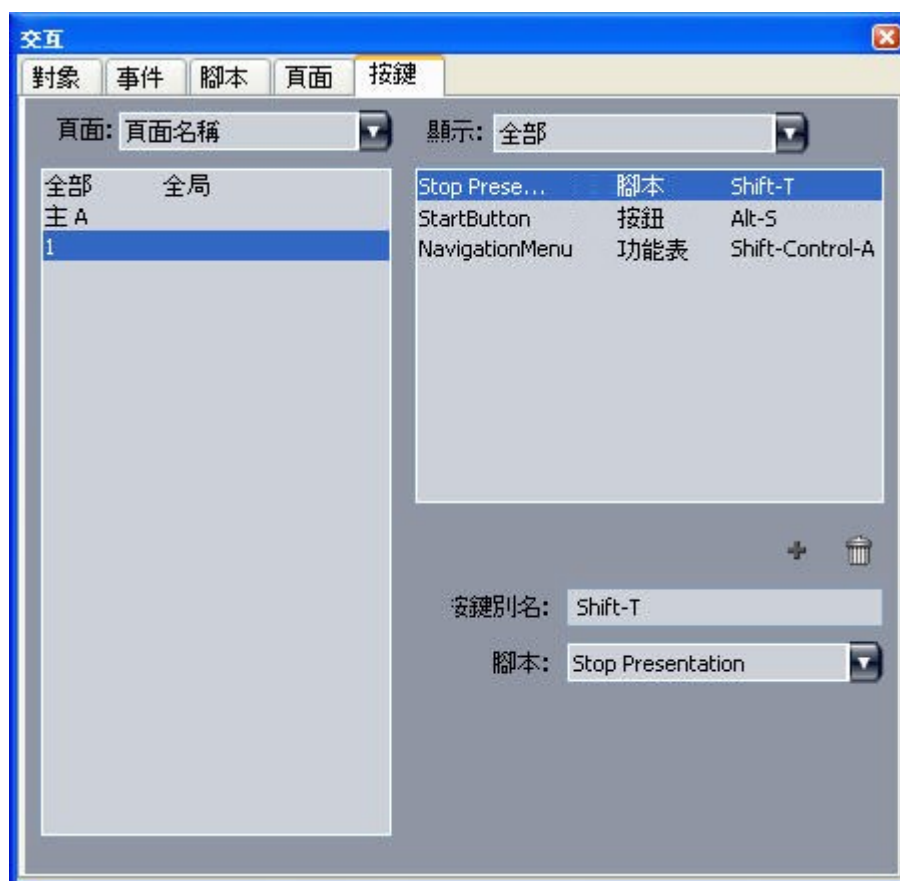 交互
對象 事件 腳本 頁面 按鍵
頁面: 頁面名稱
顯示: 全部
全部 全局
主 A
1
Stop Prese... 腳本 Shift-T
StartButton 按鈕 Alt-S
NavigationMenu 功能表 Shift-Control-A
按鍵別名: Shift-T
腳本: Stop Presentation